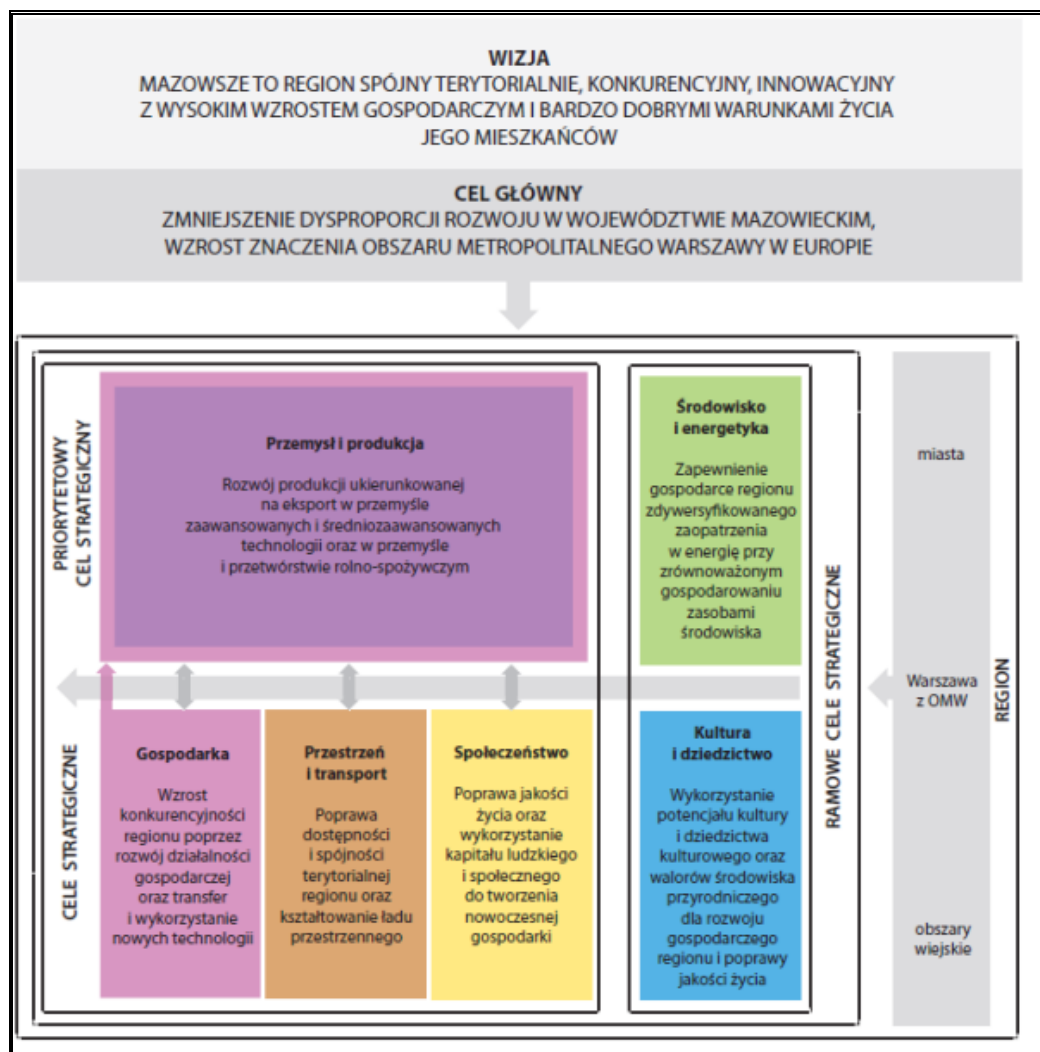 WIZJA
MAZOWSZE TO REGION SPÓJNY TERYTORIALNIE, KONKURENCYJNY, INNOWACYJNY
Z WYSOKIM WZROSTEM GOSPODARCZYM I BARDZO DOBRYMI WARUNKAMI ŻYCIA
JEGO MIESZKAŃCÓW
CEL GŁÓWNY
ZMNIEJSZENIE DYSPROPORCJI ROZWOJU W WOJEWÓDZTWIE MAZOWIECKIM,
WZROST ZNACZENIA OBSZARU METROPOLITALNEGO WARSZAWY W EUROPIE
PRIORYTETOWY
CEL STRATEGICZNY
Przemysł i produkcja
Rozwój produkcji ukierunkowanej
na eksport w przemyśle
zaawansowanych i średniozaawansowanych
technologii oraz w przemyśle
i przetwórstwie rolno-spożywczym
CELE STRATEGICZNE
Gospodarka
Wzrost
konkurencyjności
regionu poprzez
rozwój działalności
gospodarczej
oraz transfer
i wykorzystanie
nowych technologii
Przestrzeń
i transport
Poprawa
dostępności
i spójności
terytorialnej
regionu oraz
kształtowanie ładu
przestrzennego
Społeczeństwo
Poprawa jakości
życia oraz
wykorzystanie
kapitału ludzkiego
i społecznego
do tworzenia
nowoczesnej
gospodarki
Środowisko
i energetyka
Zapewnienie
gospodarce regionu
zdywersyfikowanego
zaopatrzenia
w energię przy
zrównoważonym
gospodarowaniu
zasobami
środowiska
Kultura
i dziedzictwo
Wykorzystanie
potencjału kultury
i dziedzictwa
kulturowego oraz
walorów środowiska
przyrodniczego
dla rozwoju
gospodarczego
regionu i poprawy
jakości życia
RAMOWE CELE STRATEGICZNE
miasta
Warszawa
z OMW
obszary
wiejskie
REGION